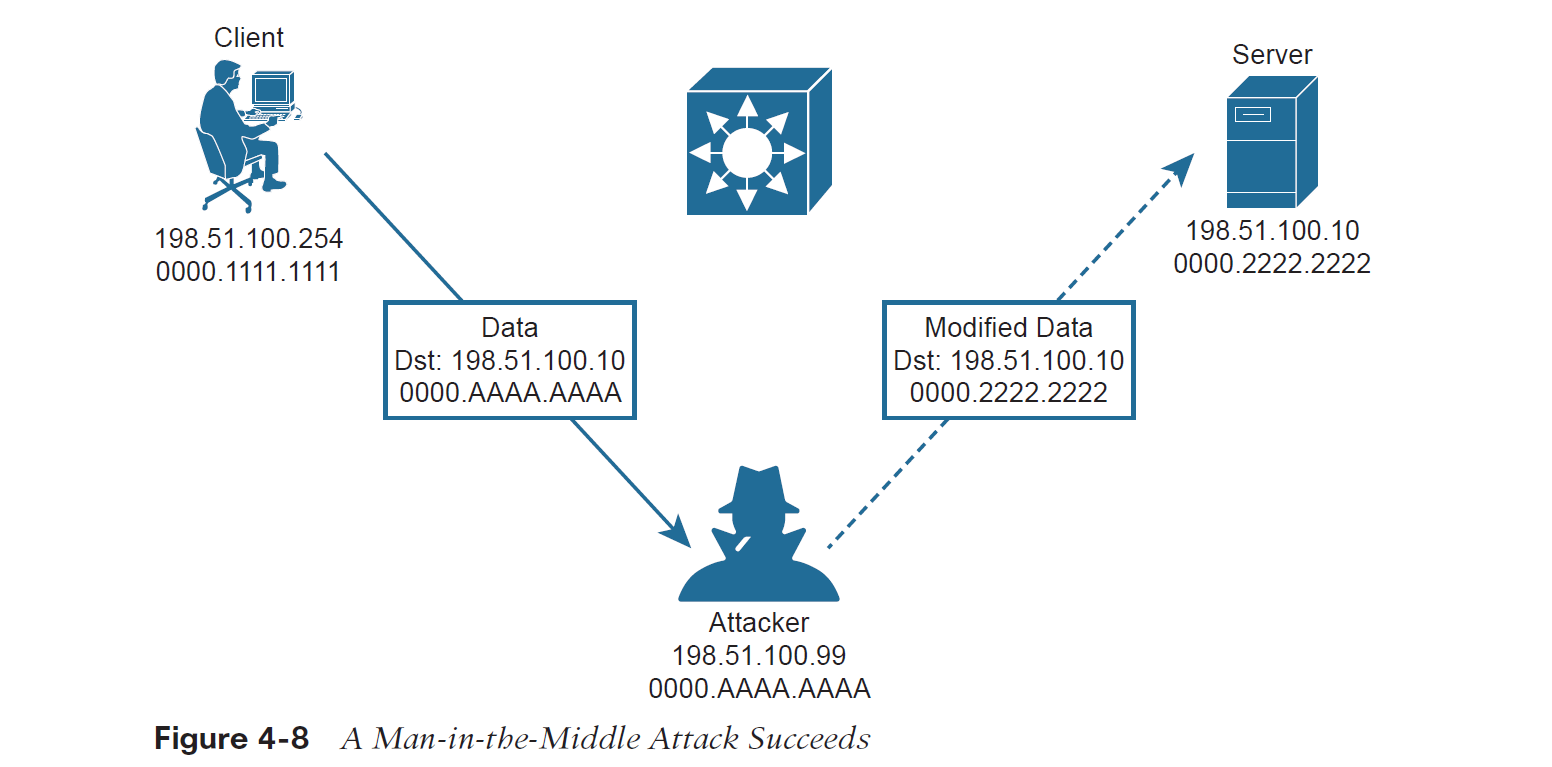 Client
Server
198.51.100.254
0000.1111.1111
198.51.100.10
0000.2222.2222
Data
Dst: 198.51.100.10
0000.AAAA.AAAA
Modified Data
Dst: 198.51.100.10
0000.2222.2222
Attacker
198.51.100.99
0000.AAAA.AAAA
Figure 4-8 A Man-in-the-Middle Attack Succeeds